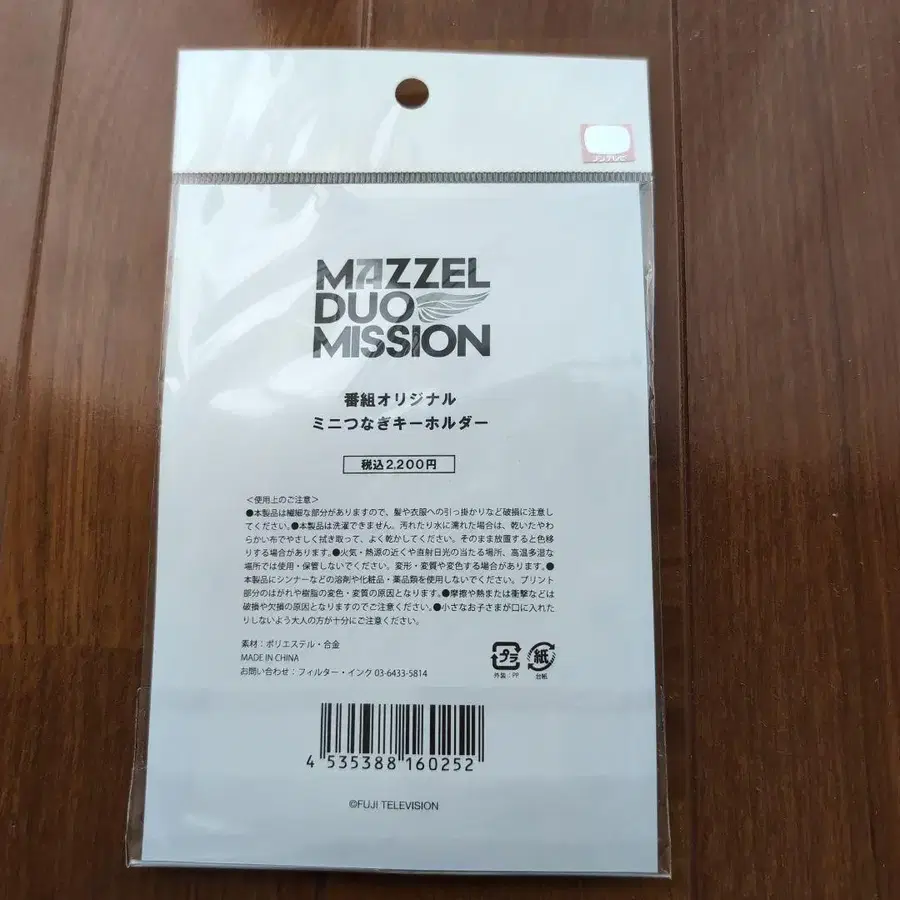 フジテレビ
MAZZEL
DUO
MISSION
番組オリジナル
ミニつなぎキーホルダー
税込2,200円
＜使用上のご注意＞
●本製品は繊細な部分がありますので、髪や衣服への引っ掛かりなど破損に注意し
てください。●本製品は洗濯できません。汚れたり水に濡れた場合は、乾いたやわ
らかい布でやさしく拭き取って、よく乾かしてください。そのまま放置すると色移
りする場合があります。●火気・熱源の近くや直射日光の当たる場所、高温多湿な
場所では使用・保管しないでください。変形・変質や変色する場合があります。●
本製品にシンナーなどの溶剤や化粧品・薬品類を使用しないでください。プリント
部分のはがれや樹脂の変色・変質の原因となります。●摩擦や熱または衝撃などは
破損や欠損の原因となりますのでご注意ください。●小さなお子さまが口に入れた
りしないよう大人の方が十分にご注意ください。
素材：ポリエステル・合金
MADE IN CHINA
お問い合わせ：フィルター・インク 03-6433-5814
プラ
外装：PP
紙
台紙
4 535388 160252
©FUJI TELEVISION